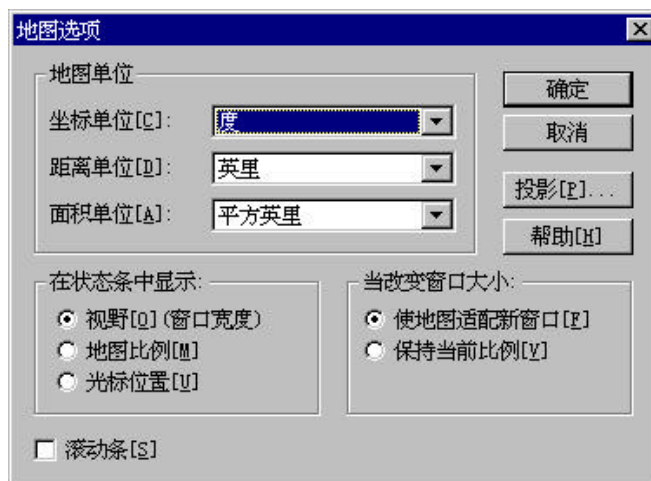 地图选项
地图单位
坐标单位[C]: 度
距离单位[D]: 英里
面积单位[A]: 平方英里
确定
取消
投影[P]...
帮助[H]
在状态条中显示:
视野[O](窗口宽度)
地图比例[M]
光标位置[U]
当改变窗口大小:
使地图适配新窗口[F]
保持当前比例[V]
滚动条[S]